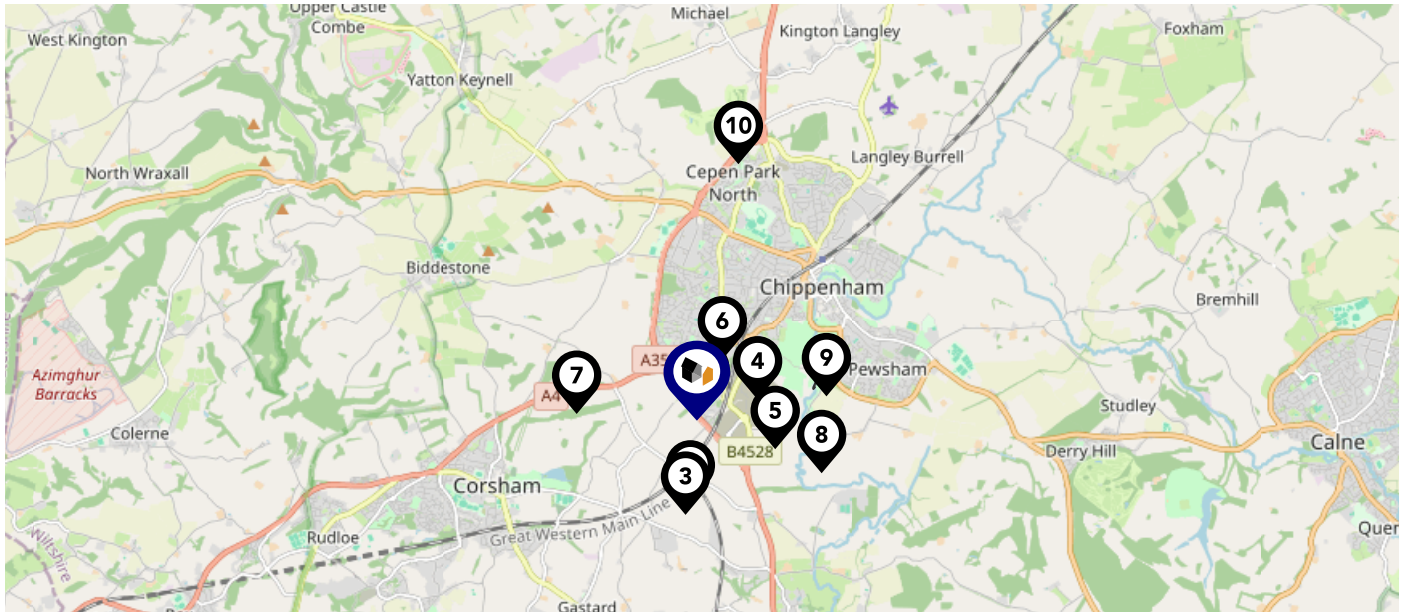 Upper Castle
Combe
Michael
Kington Langley
Foxham
West Kington
Yatton Keynell
10
Langley Burrell
North Wraxall
Cepen Park
North
Biddestone
Chippenham
Bremhill
6
A35
4
9
7
A4
Pewsham
Azimghur
Barracks
5
Studley
Colerne
8
B4528
Derry Hill
Calne
3
Corsham
Great Western Main Line
Rudloe
Quer
Wiltshire
Gastard